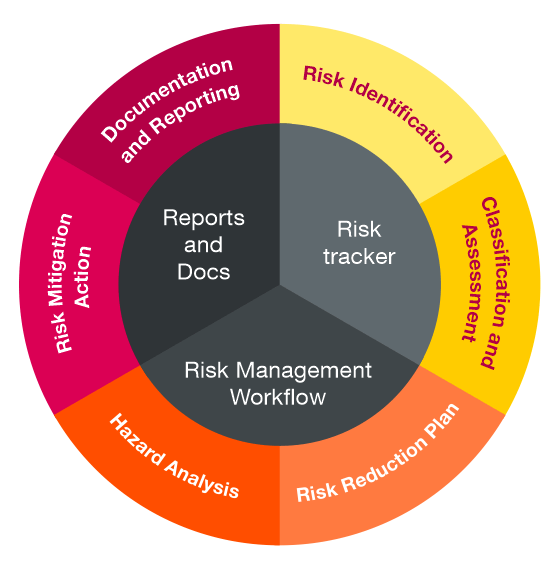 Documentation
and Reporting
Risk Identification
Classification and
Assessment
Risk Reduction Plan
Hazard Analysis
Risk Mitigation
Action
Reports
and
Docs
Risk
tracker
Risk Management
Workflow